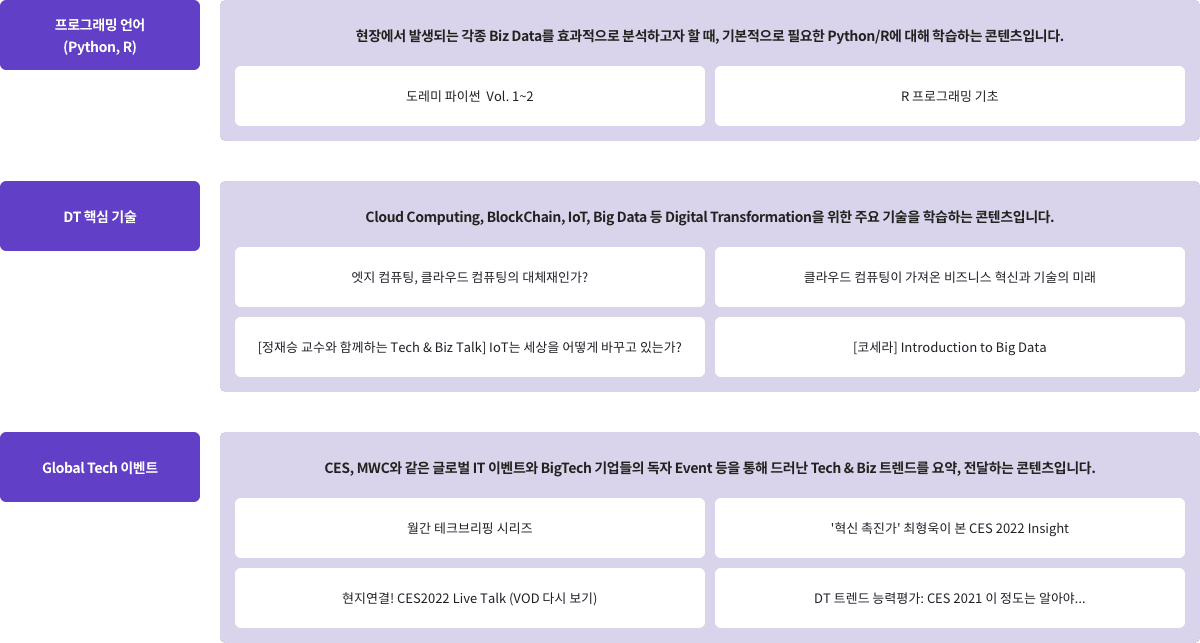 프로그래밍 언어
(Python, R)
현장에서 발생되는 각종 Biz Data를 효과적으로 분석하고자 할 때, 기본적으로 필요한 Python/R에 대해 학습하는 콘텐츠입니다.
도레미 파이썬 Vol. 1~2
R 프로그래밍 기초
DT 핵심 기술
Cloud Computing, BlockChain, IoT, Big Data 등 Digital Transformation을 위한 주요 기술을 학습하는 콘텐츠입니다.
엣지 컴퓨팅, 클라우드 컴퓨팅의 대체재인가?
클라우드 컴퓨팅이 가져온 비즈니스 혁신과 기술의 미래
[정재승 교수와 함께하는 Tech & Biz Talk] IoT는 세상을 어떻게 바꾸고 있는가?
[코세라] Introduction to Big Data
Global Tech 이벤트
CES, MWC와 같은 글로벌 IT 이벤트와 BigTech 기업들의 독자 Event 등을 통해 드러난 Tech & Biz 트렌드를 요약, 전달하는 콘텐츠입니다.
월간 테크브리핑 시리즈
'혁신 촉진가' 최형욱이 본 CES 2022 Insight
현지연결! CES2022 Live Talk (VOD 다시 보기)
DT 트렌드 능력평가: CES 2021 이 정도는 알아야...